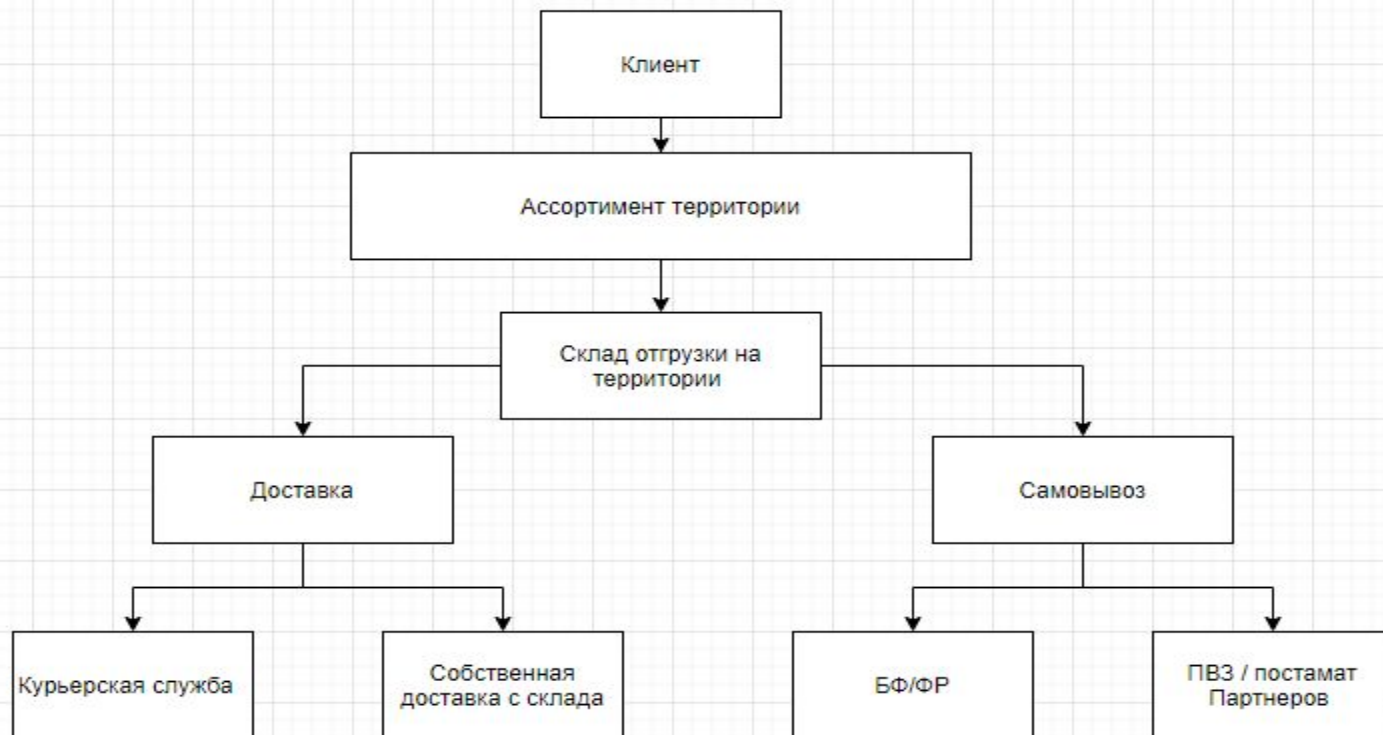 Клиент
Ассортимент территории
Склад отгрузки на
территории
Доставка
Самовывоз
Курьерская служба
Собственная
доставка с склада
БФ/ФР
ПВЗ / постамат
Партнеров